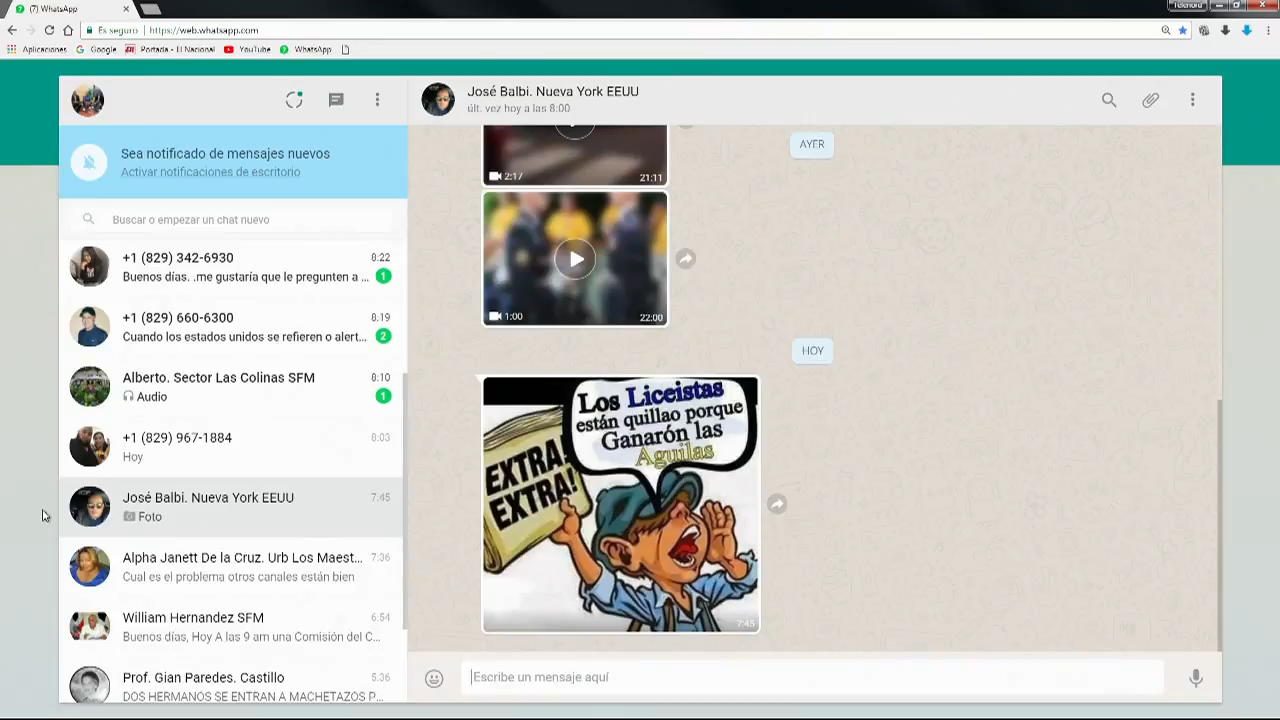 (7) WhatsApp
Telenord
Es seguro
https://web.whatsapp.com
Aplicaciones
Google
Portada - El Nacional
YouTube
WhatsApp
José Balbi. Nueva York EEUU
últ. vez hoy a las 8:00
Sea notificado de mensajes nuevos
Activar notificaciones de escritorio
Buscar o empezar un chat nuevo
+1 (829) 342-6930
8:22
Buenos días. .me gustaría que le pregunten a ...
1
+1 (829) 660-6300
8:19
Cuando los estados unidos se refieren o alert...
2
Alberto. Sector Las Colinas SFM
8:10
Audio
1
+1 (829) 967-1884
8:03
Hoy
José Balbi. Nueva York EEUU
7:45
Foto
Alpha Janett De la Cruz. Urb Los Maest...
7:36
Cual es el problema otros canales están bien
William Hernandez SFM
6:54
Buenos días, Hoy A las 9 am una Comisión del C...
Prof. Gian Paredes. Castillo
5:36
DOS HERMANOS SE ENTRAN A MACHETAZOS P...
AYER
2:17
21:11
1:00
22:00
HOY
Los Liceistas
están quillao porque
Ganarón las
Aguilas
EXTRA!
EXTRA!
7:45
Escribe un mensaje aquí